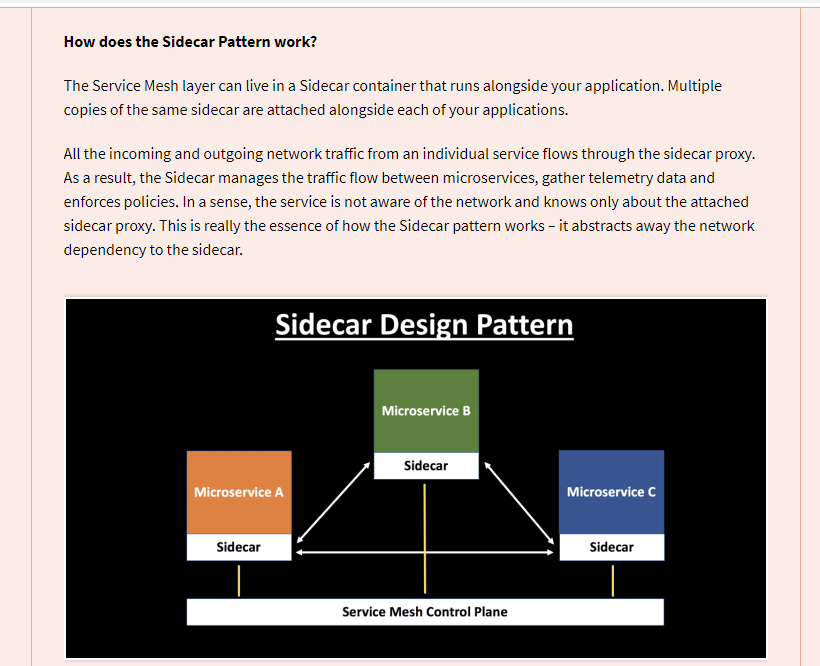 How does the Sidecar Pattern work?
The Service Mesh layer can live in a Sidecar container that runs alongside your application. Multiple
copies of the same sidecar are attached alongside each of your applications.
All the incoming and outgoing network traffic from an individual service flows through the sidecar proxy.
As a result, the Sidecar manages the traffic flow between microservices, gather telemetry data and
enforces policies. In a sense, the service is not aware of the network and knows only about the attached
sidecar proxy. This is really the essence of how the Sidecar pattern works – it abstracts away the network
dependency to the sidecar.
Sidecar Design Pattern
Microservice B
Sidecar
Microservice A
Sidecar
Microservice C
Sidecar
Service Mesh Control Plane